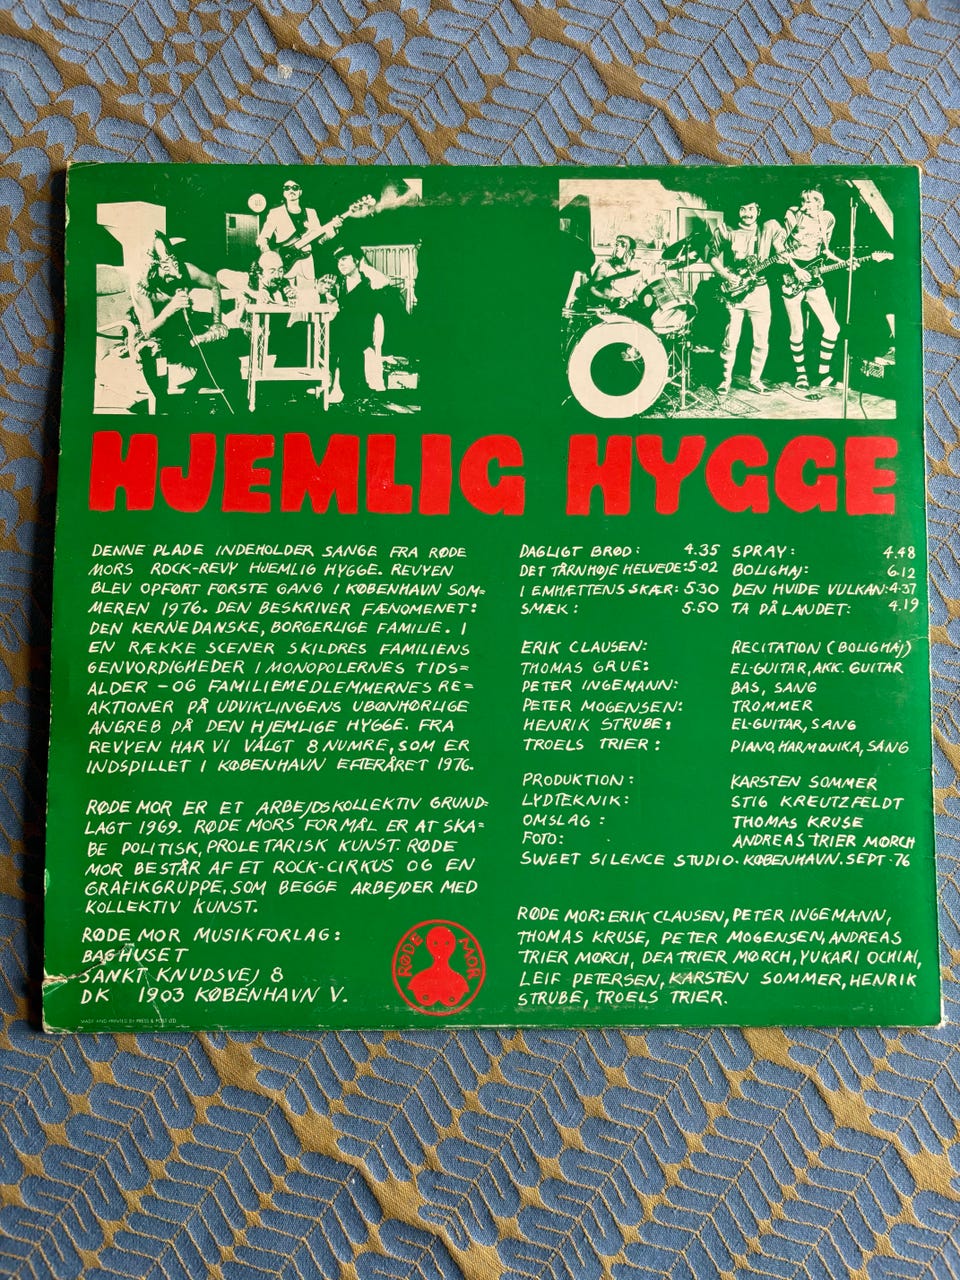 HJEMLIG HYGGE
DENNE PLADE INDEHOLDER SANGE FRA RØDE
MORS ROCK-REVY HJEMLIG HYGGE. REVYEN
BLEV OPFØRT FØRSTE GANG I KØBENHAVN SOM=
MEREN 1976. DEN BESKRIVER FÆNOMENET:
DEN KERNEDANSKE, BORGERLIGE FAMILIE. I
EN RÆKKE SCENER SKILDRES FAMILIENS
GENVORDIGHEDER I MONOPOLERNES TIDS=
ALDER – OG FAMILIEMEDLEMMERNES RE=
AKTIONER PÅ UDVIKLINGENS UBØNHØRLIGE
ANGREB PÅ DEN HJEMLIGE HYGGE. FRA
REVYEN HAR VI VALGT 8 NUMRE, SOM ER
INDSPILLET I KØBENHAVN EFTERÅRET 1976.
RØDE MOR ER ET ARBEJDSKOLLEKTIV GRUND=
LAGT 1969. RØDE MORS FORMÅL ER AT SKA=
BE POLITISK, PROLETARISK KUNST. RØDE
MOR BESTÅR AF ET ROCK-CIRKUS OG EN
GRAFIKGRUPPE, SOM BEGGE ARBEJDER MED
KOLLEKTIV KUNST.
RØDE MOR MUSIKFORLAG:
BAGHUSET
SANKT KNUDSVEJ 8
DK 1903 KØBENHAVN V.
MADE AND PRINTED BY PRESS & POST
RØDE MOR
DAGLIGT BRØD: 4.35 SPRAY: 4.48
DET TÅRNHØJE HELVEDE: 5.02 BOLIGHAJ: 6.12
I EMHÆTTENS SKÆR: 5.30 DEN HVIDE VULKAN: 4.37
SMÆK: 5.50 TA PÅ LANDET: 4.19
ERIK CLAUSEN: RECITATION (BOLIGHAJ)
THOMAS GRUE: EL-GUITAR, AKK. GUITAR
PETER INGEMANN: BAS, SANG
PETER MOGENSEN: TROMMER
HENRIK STRUBE: EL-GUITAR, SANG
TROELS TRIER: PIANO, HARMONIKA, SANG
PRODUKTION: KARSTEN SOMMER
LYDTEKNIK: STIG KREUTZFELDT
OMSLAG: THOMAS KRUSE
FOTO: ANDREAS TRIER MØRCH
SWEET SILENCE STUDIO. KØBENHAVN. SEPT-76
RØDE MOR: ERIK CLAUSEN, PETER INGEMANN,
THOMAS KRUSE, PETER MOGENSEN, ANDREAS
TRIER MØRCH, DEA TRIER MØRCH, YUKARI OCHIAI,
LEIF PETERSEN, KARSTEN SOMMER, HENRIK
STRUBE, TROELS TRIER.